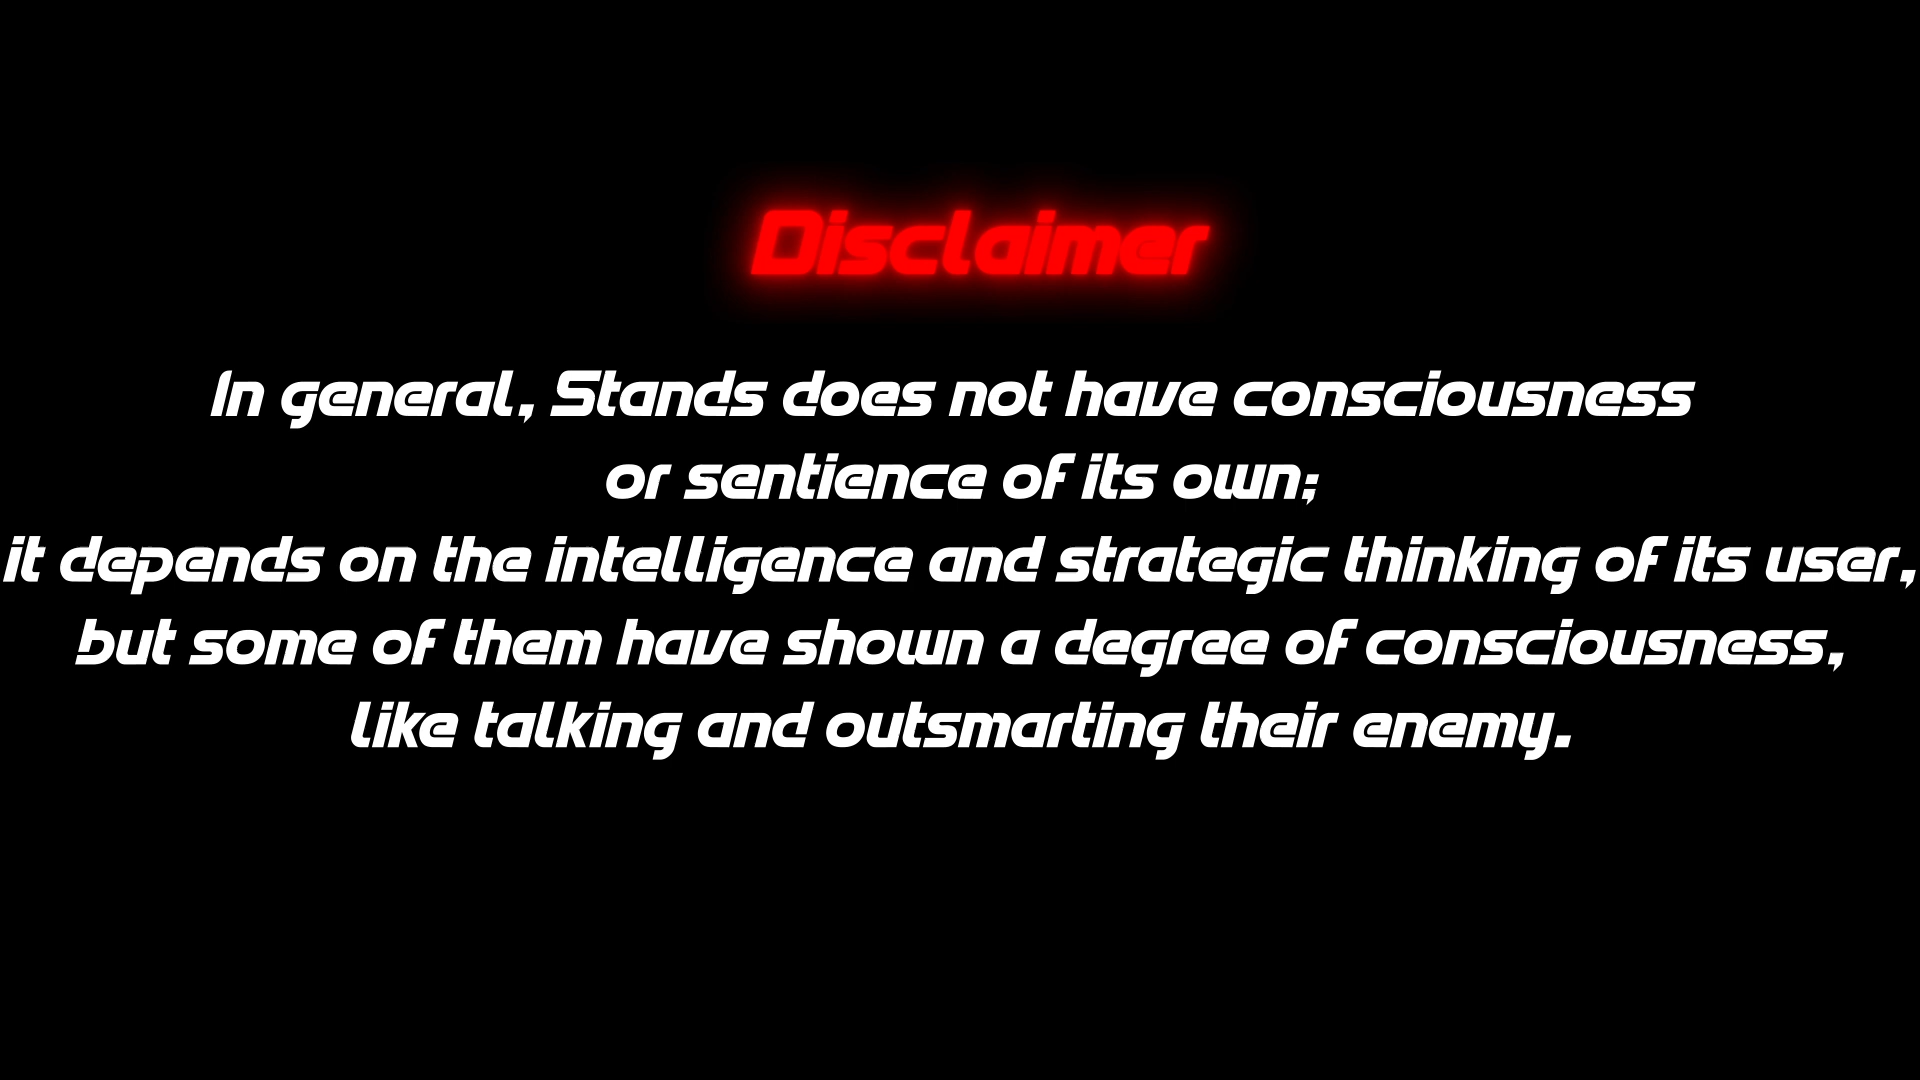 Disclaimer
In general, Stands does not have consciousness
or sentience of its own;
it depends on the intelligence and strategic thinking of its user,
but some of them have shown a degree of consciousness,
like talking and outsmarting their enemy.